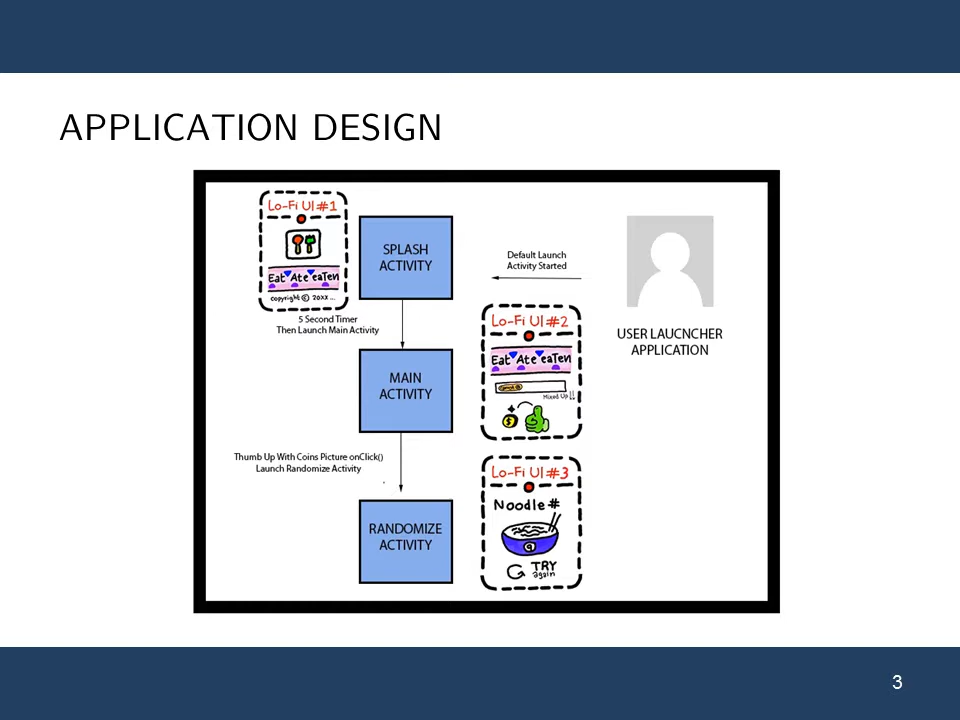 APPLICATION DESIGN
Lo-Fi UI #1
Eat Ate eaTen
copyright © 20XX ...
SPLASH
ACTIVITY
Default Launch
Activity Started
USER LAUCNCHER
APPLICATION
5 Second Timer
Then Launch Main Activity
MAIN
ACTIVITY
Lo-Fi UI #2
Eat Ate eaTen
Mixed Up
Thumb Up With Coins Picture onClick()
Launch Randomize Activity
RANDOMIZE
ACTIVITY
Lo-Fi UI #3
Noodle #
TRY
again
3